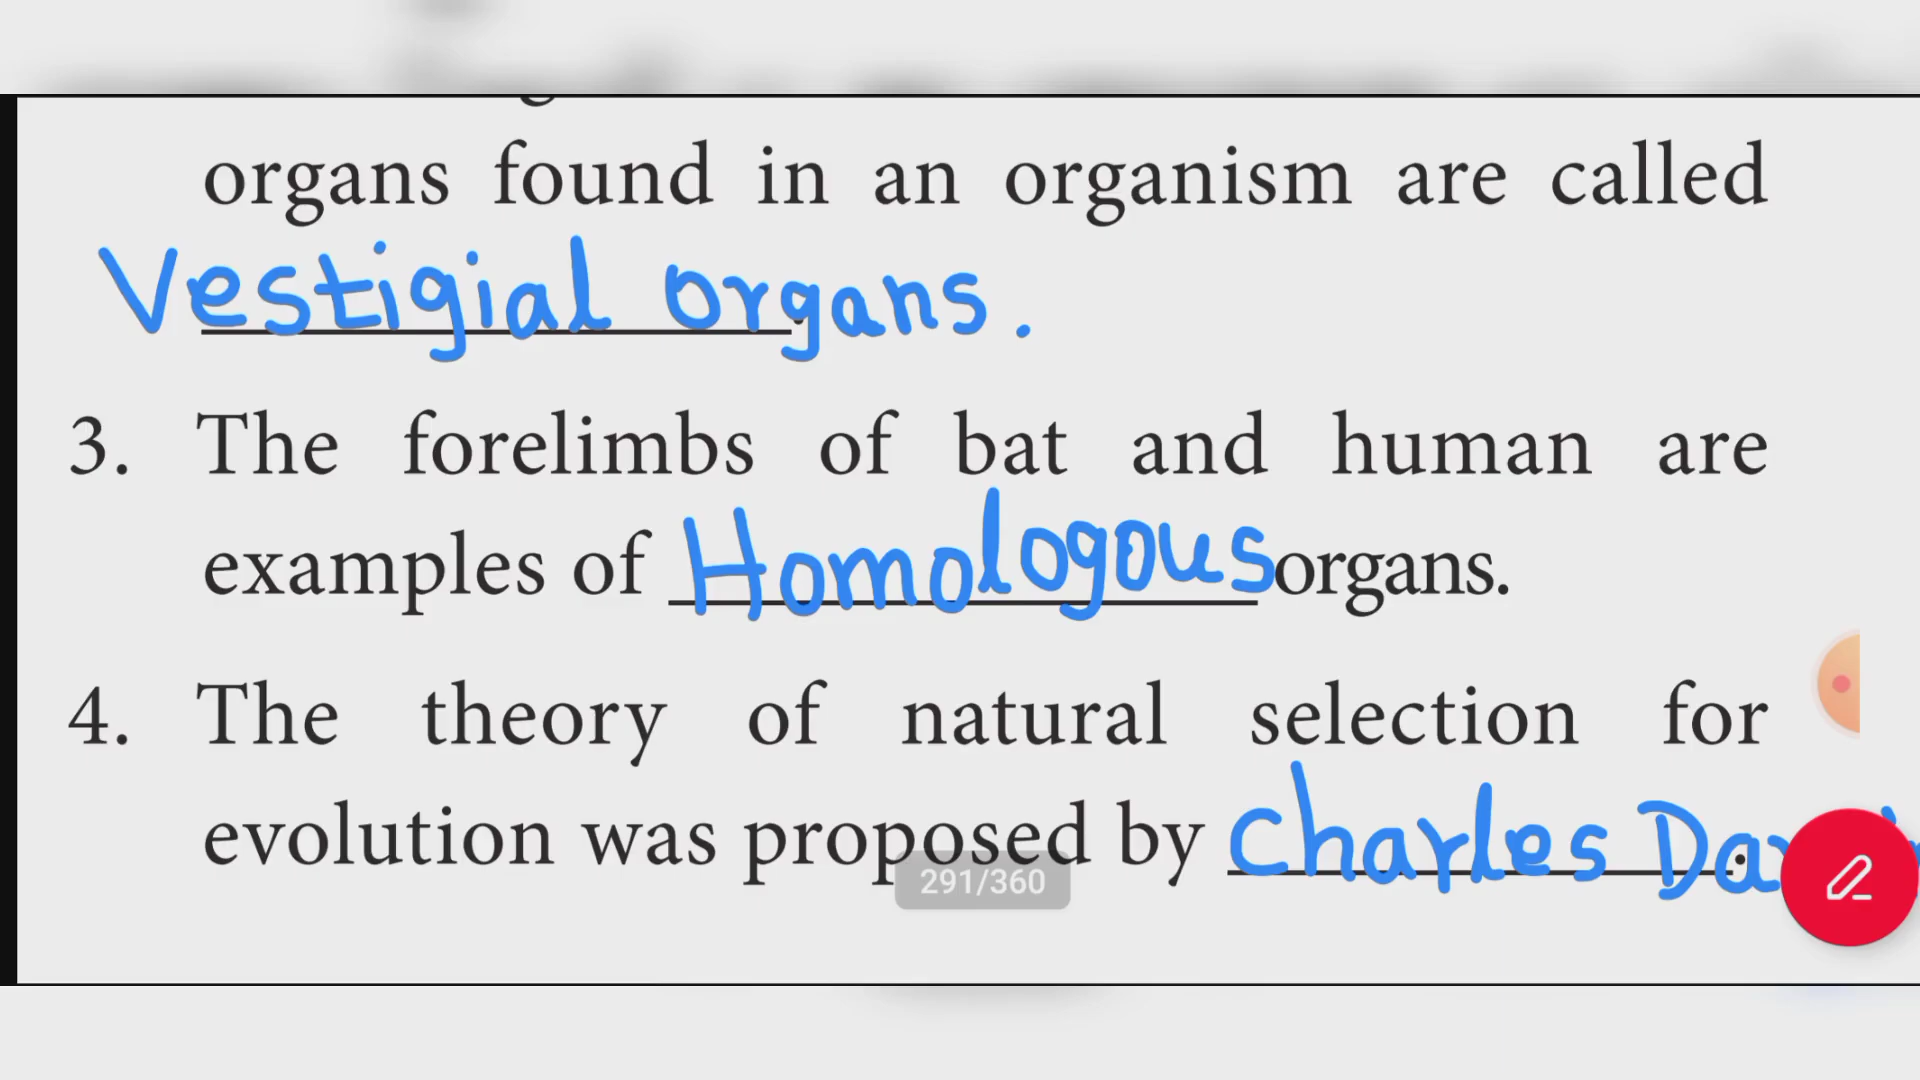 organs found in an organism are called
Vestigial organs.
3. The forelimbs of bat and human are
examples of Homologous organs.
4. The theory of natural selection for
evolution was proposed by Charles
291/360